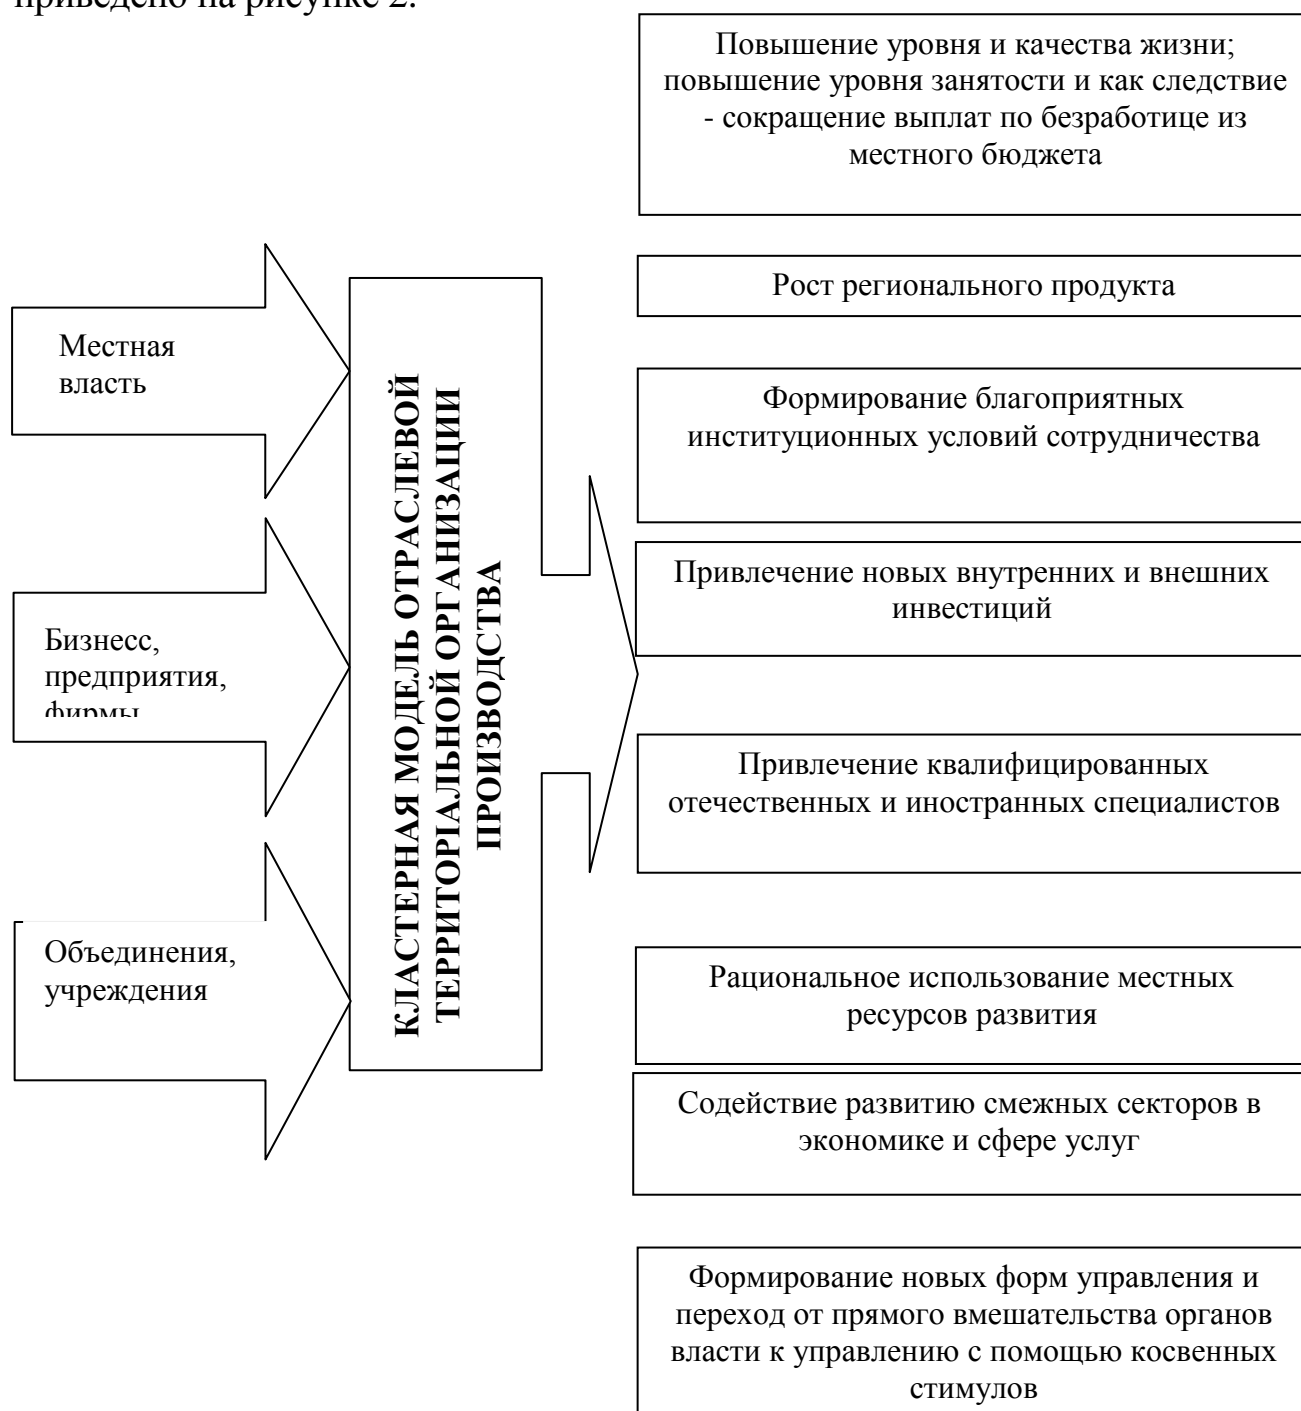 приведено на рисунке 2.
Повышение уровня и качества жизни;
повышение уровня занятости и как следствие
- сокращение выплат по безработице из
местного бюджета
Рост регионального продукта
Местная
власть
Формирование благоприятных
институционных условий сотрудничества
КЛАСТЕРНАЯ МОДЕЛЬ ОТРАСЛЕВОЙ
ТЕРРИТОРІАЛЬНОЙ ОРГАНИЗАЦИИ
ПРОИЗВОДСТВА
Привлечение новых внутренних и внешних
инвестиций
Бизнесс,
предприятия,
фирмы
Привлечение квалифицированных
отечественных и иностранных специалистов
Объединения,
учреждения
Рациональное использование местных
ресурсов развития
Содействие развитию смежных секторов в
экономике и сфере услуг
Формирование новых форм управления и
переход от прямого вмешательства органов
власти к управлению с помощью косвенных
стимулов